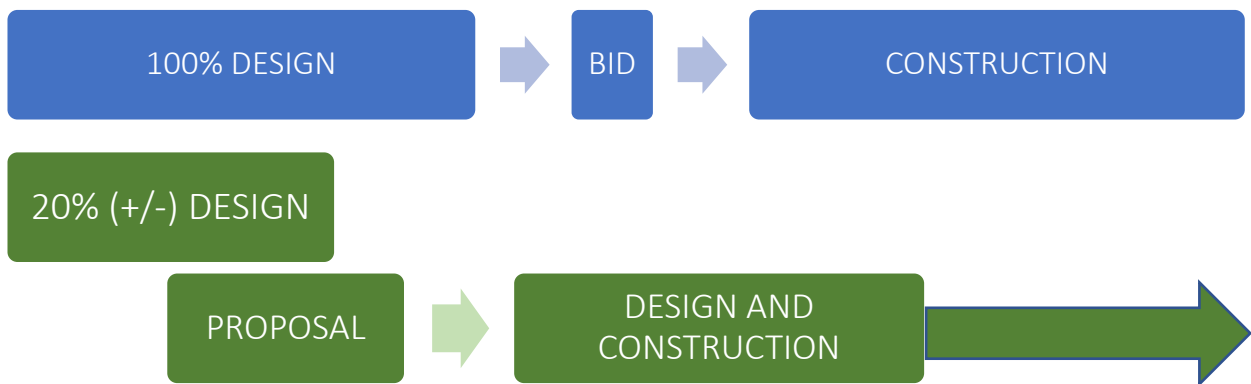 100% DESIGN
BID
CONSTRUCTION
20% (+/-) DESIGN
PROPOSAL
DESIGN AND
CONSTRUCTION